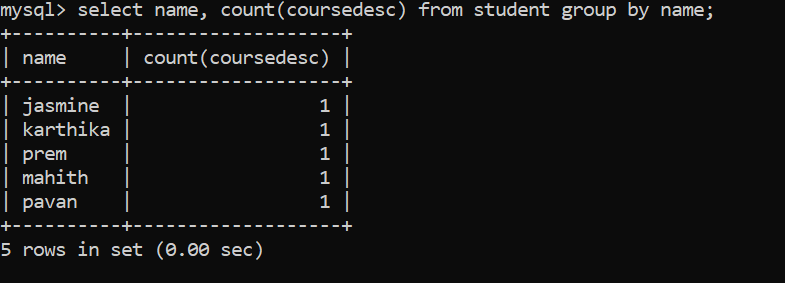 mysql> select name, count(coursedesc) from student group by name;
+----------+-------------------+
| name     | count(coursedesc) |
+----------+-------------------+
| jasmine  |                 1 |
| karthika |                 1 |
| prem     |                 1 |
| mahith   |                 1 |
| pavan    |                 1 |
+----------+-------------------+
5 rows in set (0.00 sec)